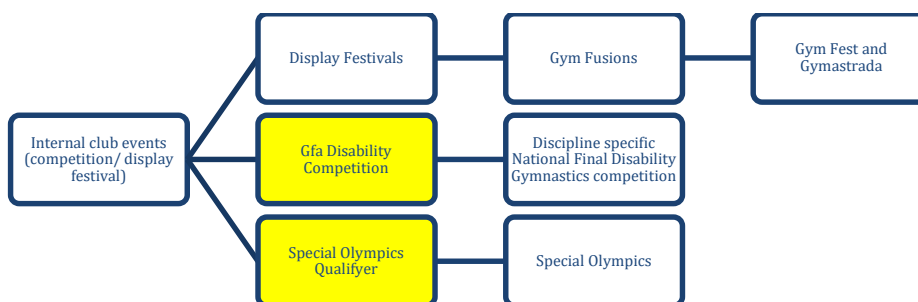 Display Festivals
Gym Fusions
Gym Fest and
Gymastrada
Internal club events
(competition/ display
festival)
Gfa Disability
Competition
Discipline specific
National Final Disability
Gymnastics competition
Special Olympics
Qualifyer
Special Olympics